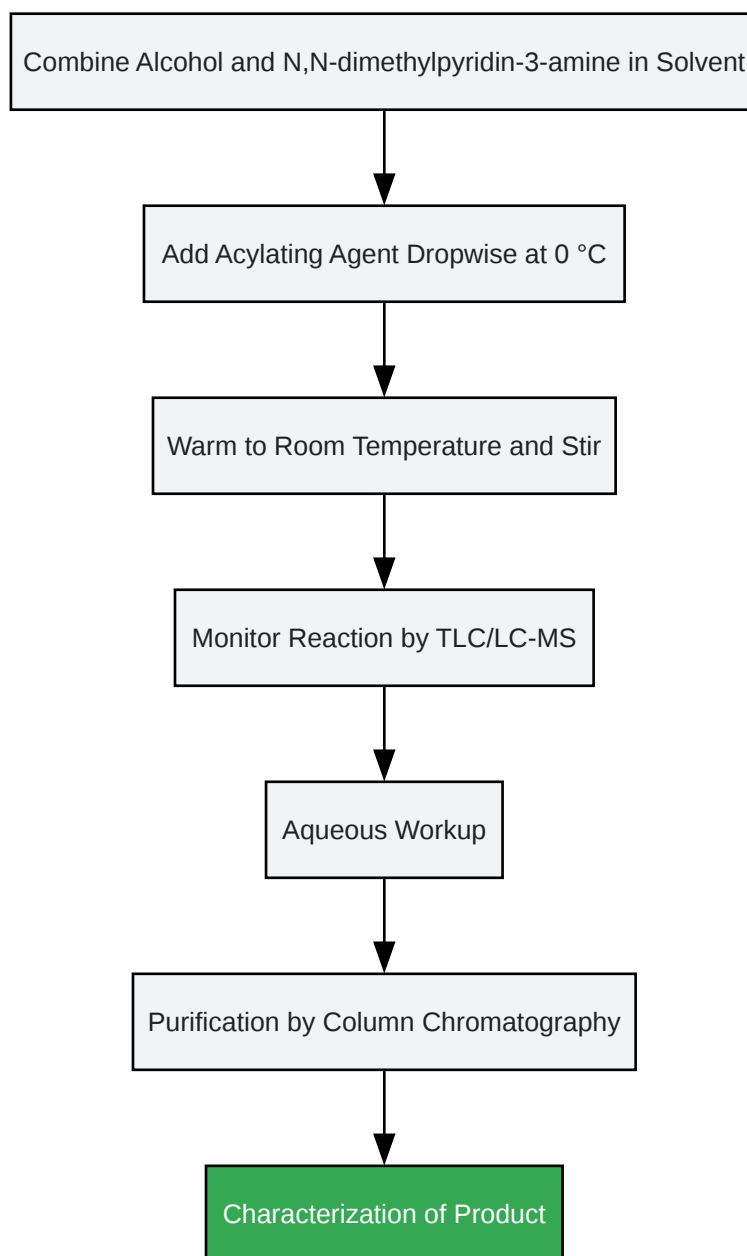 Combine Alcohol and N,N-dimethylpyridin-3-amine in Solvent
Add Acylating Agent Dropwise at 0 °C
Warm to Room Temperature and Stir
Monitor Reaction by TLC/LC-MS
Aqueous Workup
Purification by Column Chromatography
Characterization of Product